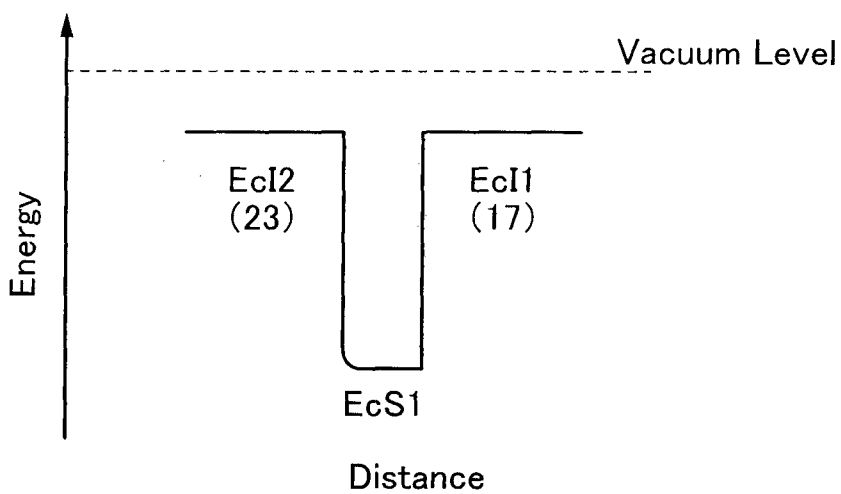 Vacuum Level
EcI2
(23)
EcI1
(17)
Energy
EcS1
Distance